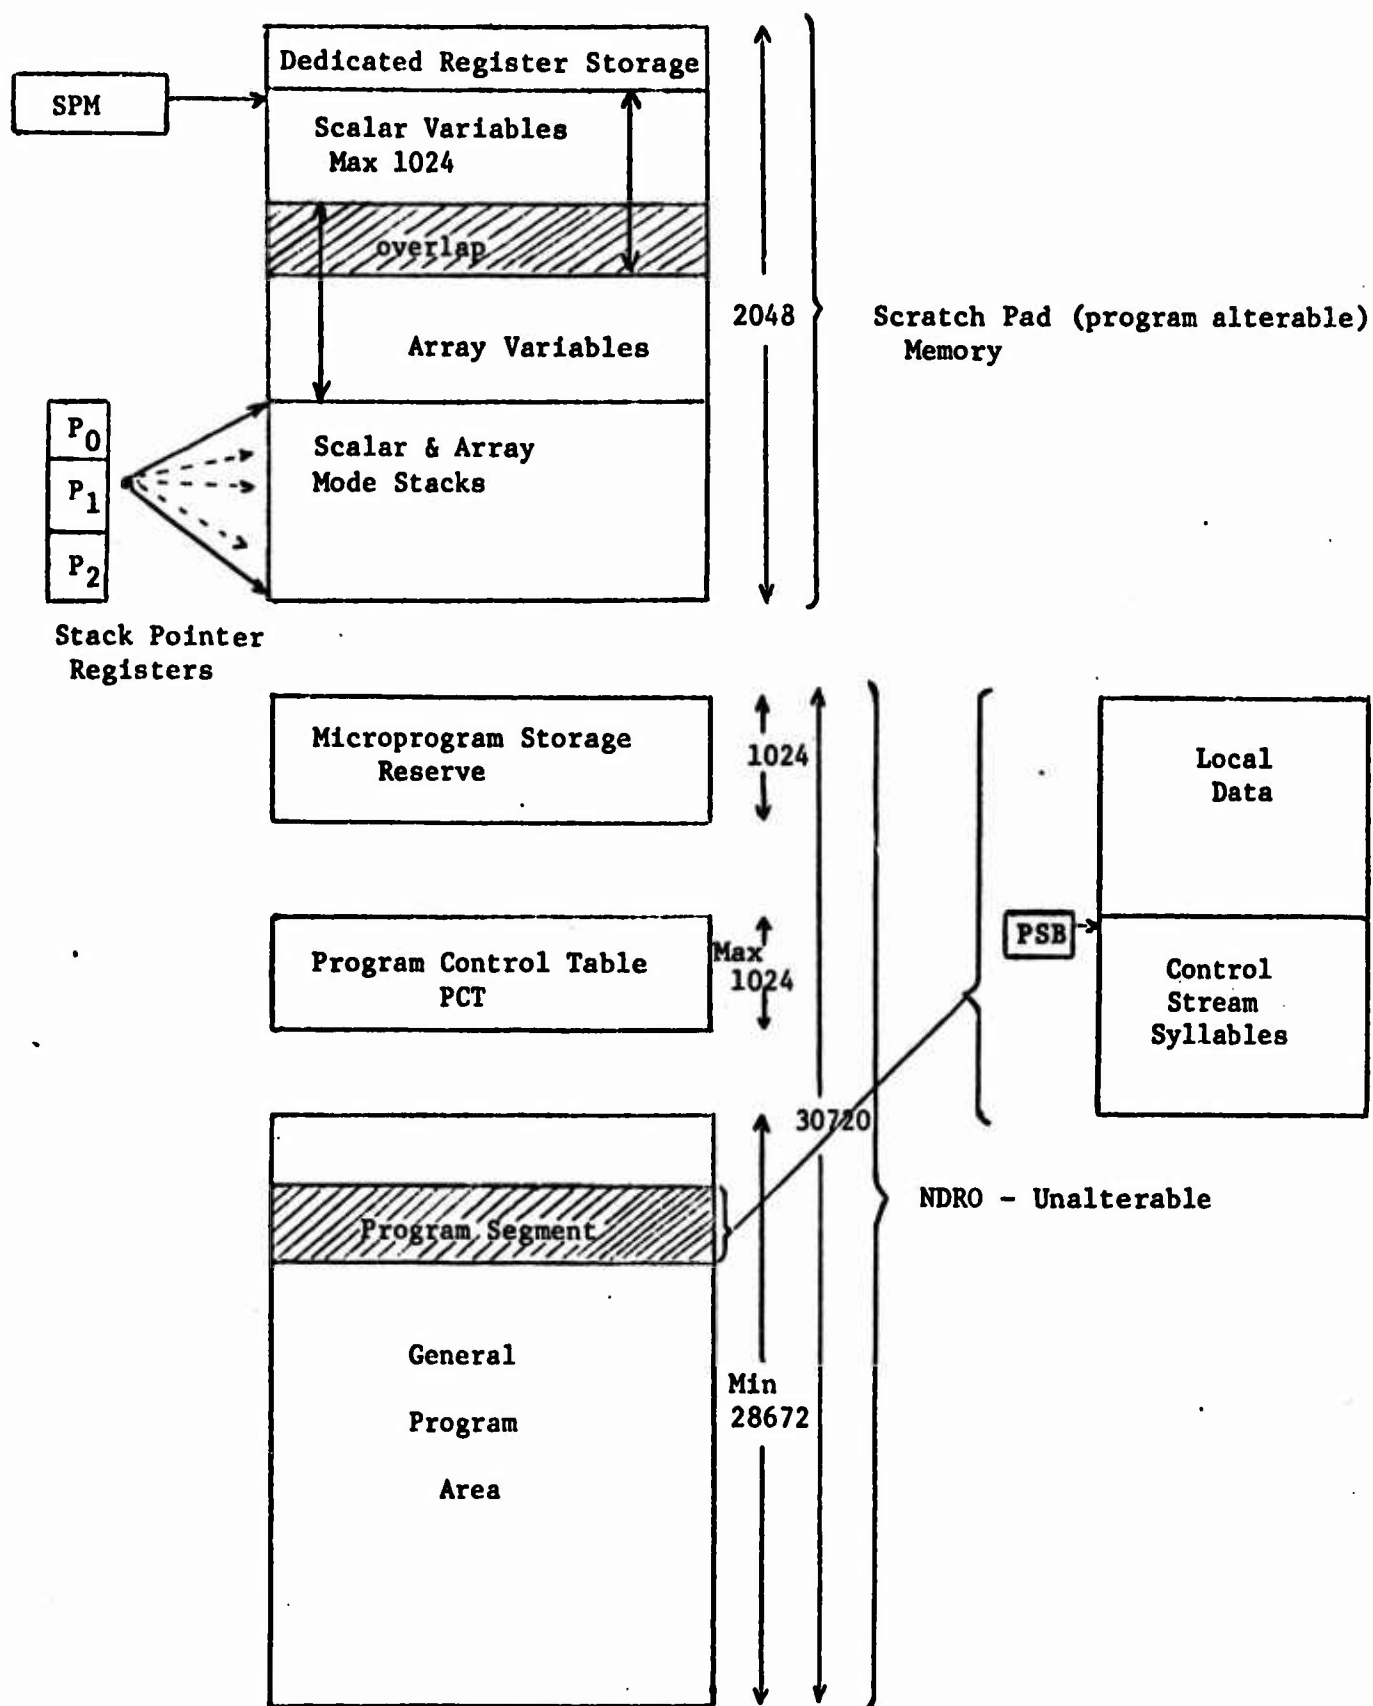 Dedicated Register Storage
SPM
Scalar Variables
Max 1024
overlap
2048
Scratch Pad (program alterable)
Memory
Array Variables
P0
P1
P2
Scalar & Array
Mode Stacks
Stack Pointer
Registers
Microprogram Storage
Reserve
1024
Local
Data
PSB
Program Control Table
PCT
Max
1024
Control
Stream
Syllables
30720
Program Segment
NDRO - Unalterable
General
Program
Area
Min
28672